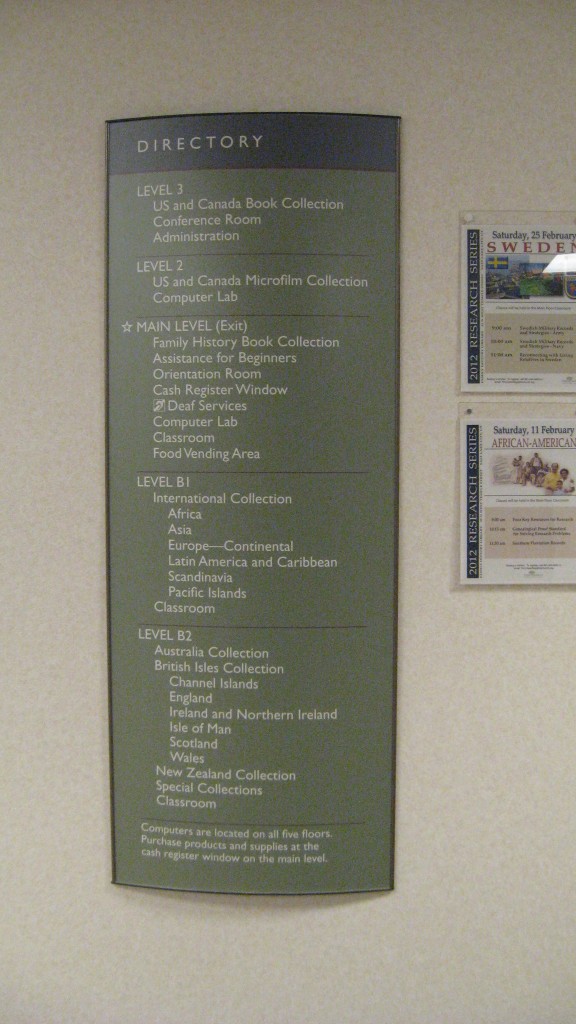 DIRECTORY
LEVEL 3
US and Canada Book Collection
Conference Room
Administration
LEVEL 2
US and Canada Microfilm Collection
Computer Lab
☆ MAIN LEVEL (Exit)
Family History Book Collection
Assistance for Beginners
Orientation Room
Cash Register Window
Deaf Services
Computer Lab
Classroom
Food Vending Area
LEVEL B1
International Collection
Africa
Asia
Europe—Continental
Latin America and Caribbean
Scandinavia
Pacific Islands
Classroom
LEVEL B2
Australia Collection
British Isles Collection
Channel Islands
England
Ireland and Northern Ireland
Isle of Man
Scotland
Wales
New Zealand Collection
Special Collections
Classroom
Computers are located on all five floors.
Purchase products and supplies at the
cash register window on the main level.
2012 RESEARCH SERIES
Saturday, 25 February
SWEDEN
2012 RESEARCH SERIES
Saturday, 11 February
AFRICAN-AMERICAN